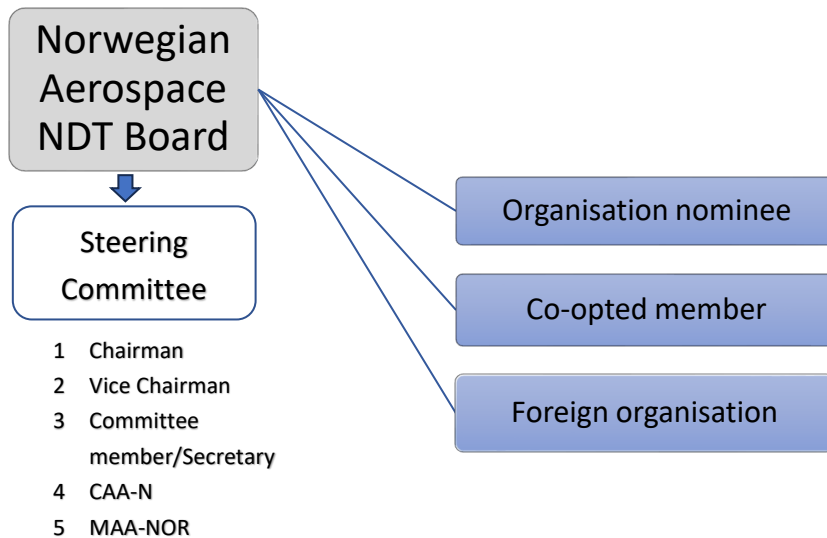 Norwegian
Aerospace
NDT Board
Steering
Committee
1 Chairman
2 Vice Chairman
3 Committee
member/Secretary
4 CAA-N
5 MAA-NOR
Organisation nominee
Co-opted member
Foreign organisation